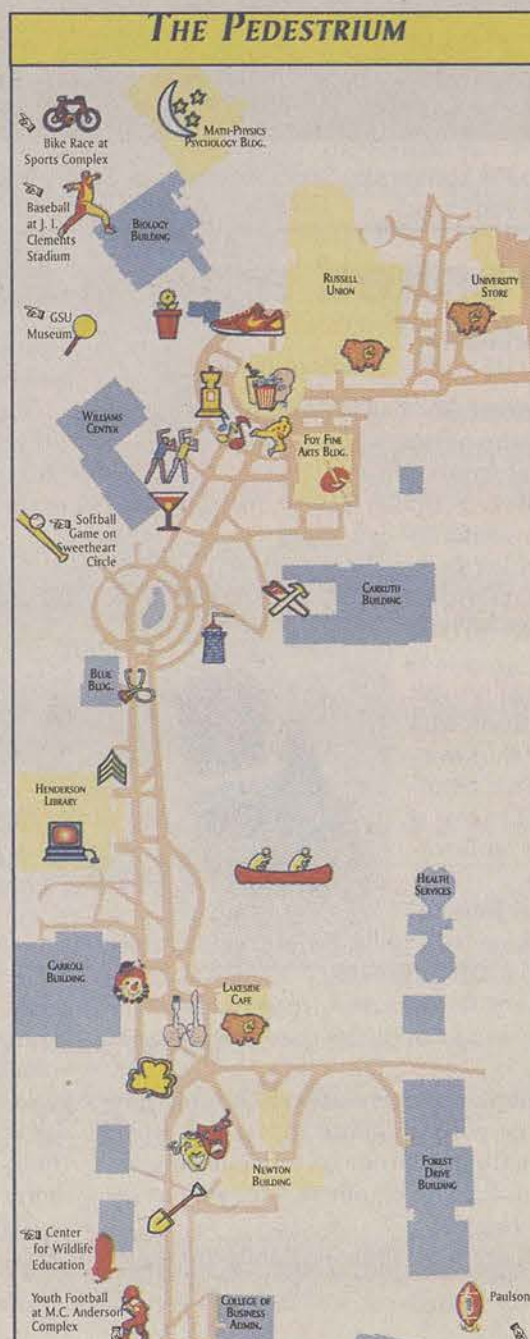 THE PEDESTRIUM
Bike Race at
Sports Complex
MATH-PHYSICS
PSYCHOLOGY BLDG.
Baseball
at J. I.
Clements
Stadium
BIOLOGY
BUILDING
RUSSELL
UNION
UNIVERSITY
STORE
GSU
Museum
WILLIAMS
CENTER
FOY FINE
ARTS BLDG.
Softball
Game on
Sweetheart
Circle
CARRUTH
BUILDING
BLUE
BLDG.
HENDERSON
LIBRARY
HEALTH
SERVICES
CARROLL
BUILDING
LAKESIDE
CAFE
NEWTON
BUILDING
FOREST
DRIVE
BUILDING
Center
for Wildlife
Education
Youth Football
at M.C. Anderson
Complex
COLLEGE OF
BUSINESS
ADMIN.
Paulson